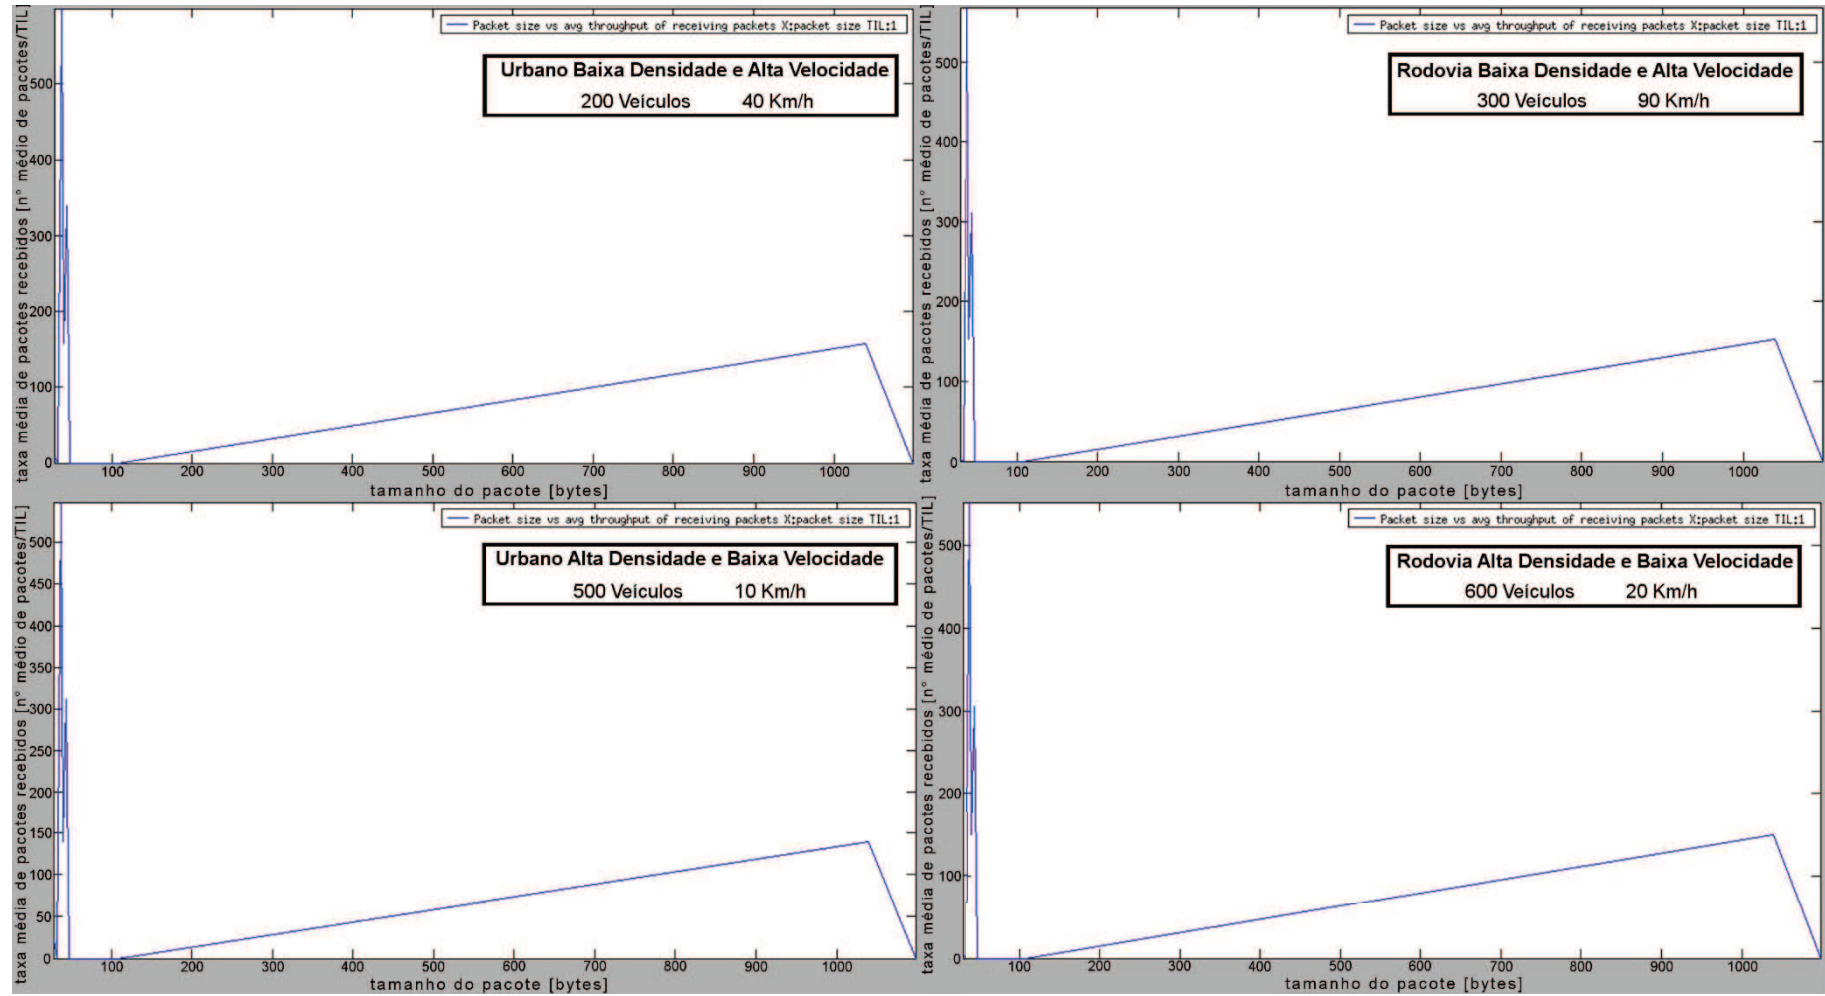 Packet size vs avg throughput of receiving packets X:packet size TIL:1
Urbano Baixa Densidade e Alta Velocidade
200 Veículos 40 Km/h
taxa média de pacotes recebidos [n° médio de pacotes/TIL]
500
400
300
200
100
0
100 200 300 400 500 600 700 800 900 1000
tamanho do pacote [bytes]
Packet size vs avg throughput of receiving packets X:packet size TIL:1
Rodovia Baixa Densidade e Alta Velocidade
300 Veículos 90 Km/h
taxa média de pacotes recebidos [n° médio de pacotes/TIL]
500
400
300
200
100
0
100 200 300 400 500 600 700 800 900 1000
tamanho do pacote [bytes]
Packet size vs avg throughput of receiving packets X:packet size TIL:1
Urbano Alta Densidade e Baixa Velocidade
500 Veículos 10 Km/h
taxa média de pacotes recebidos [n° médio de pacotes/TIL]
500
450
400
350
300
250
200
150
100
50
0
100 200 300 400 500 600 700 800 900 1000
tamanho do pacote [bytes]
Packet size vs avg throughput of receiving packets X:packet size TIL:1
Rodovia Alta Densidade e Baixa Velocidade
600 Veículos 20 Km/h
taxa média de pacotes recebidos [n° médio de pacotes/TIL]
500
400
300
200
100
0
100 200 300 400 500 600 700 800 900 1000
tamanho do pacote [bytes]